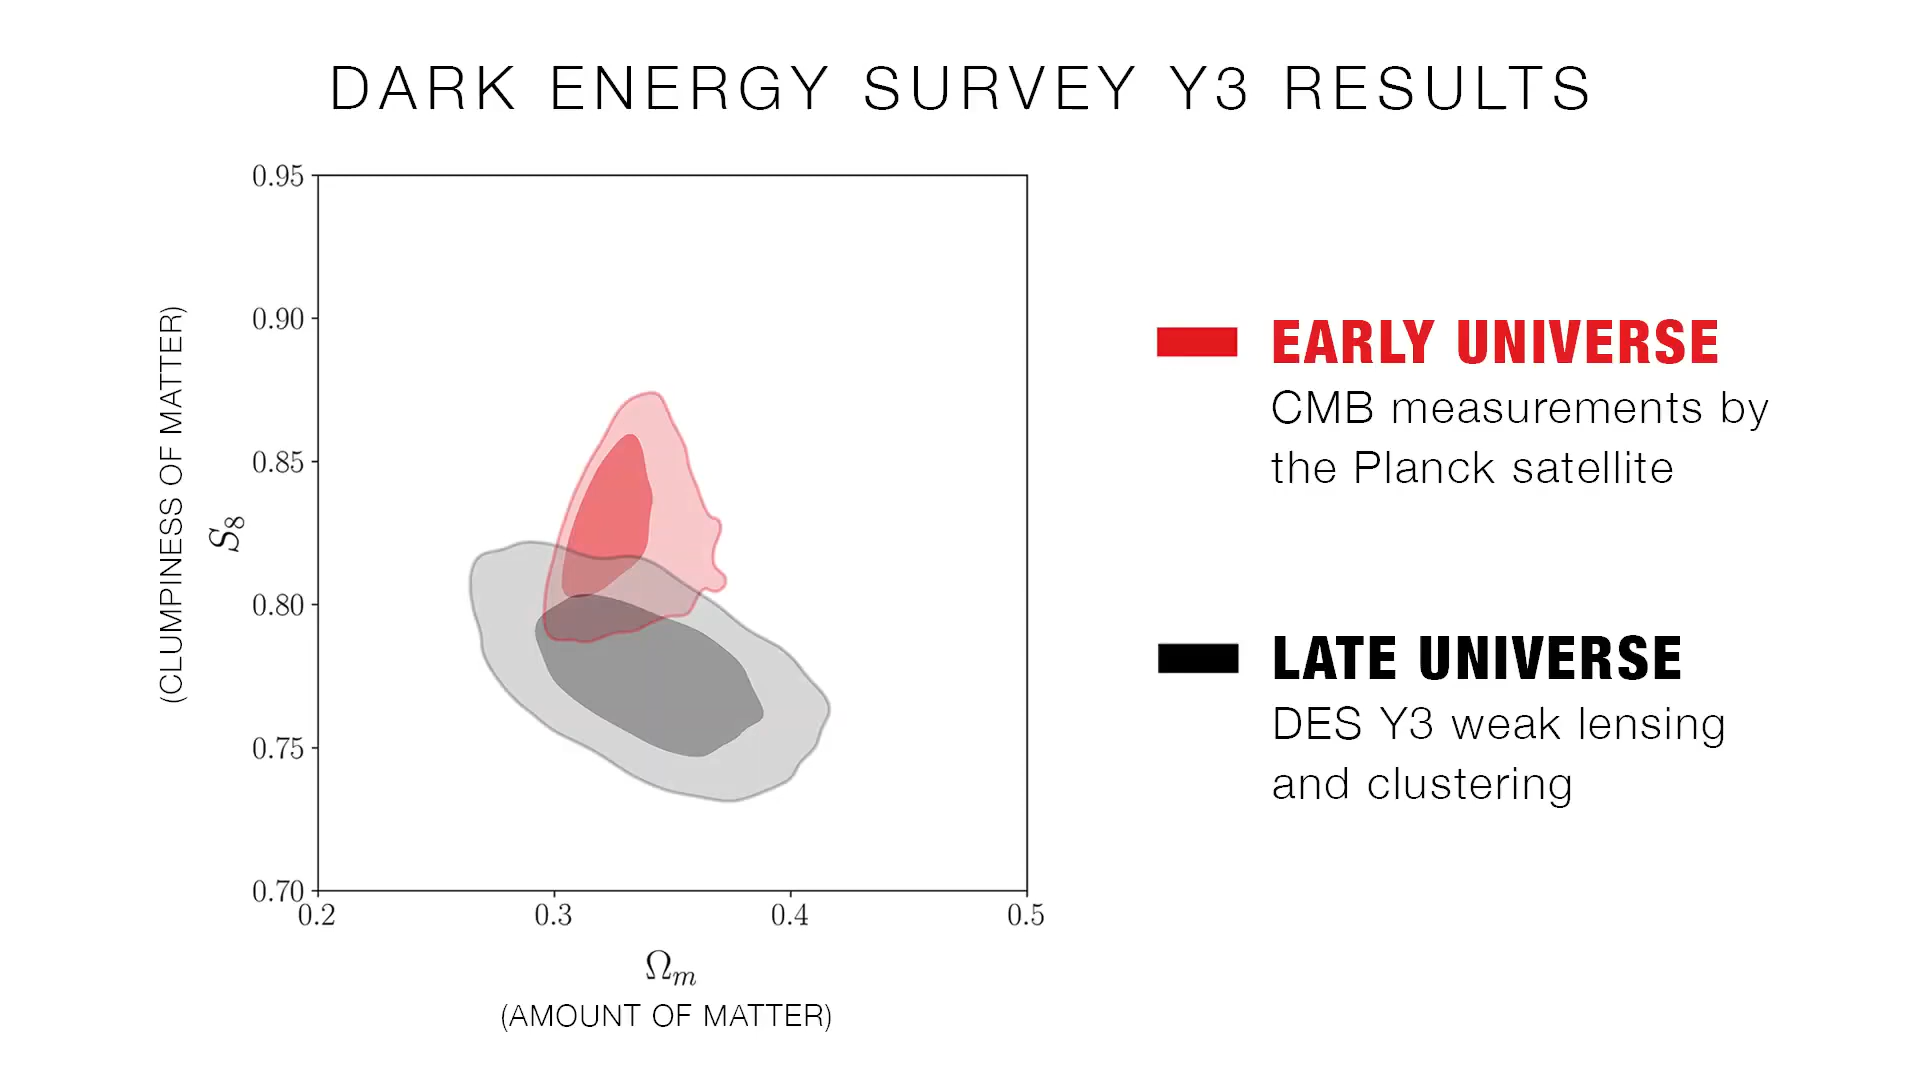 DARK ENERGY SURVEY Y3 RESULTS
0.95
0.90
0.85
0.80
0.75
0.70
S₈
(CLUMPINESS OF MATTER)
0.2 0.3 0.4 0.5
Ωₘ
(AMOUNT OF MATTER)
EARLY UNIVERSE
CMB measurements by
the Planck satellite
LATE UNIVERSE
DES Y3 weak lensing
and clustering